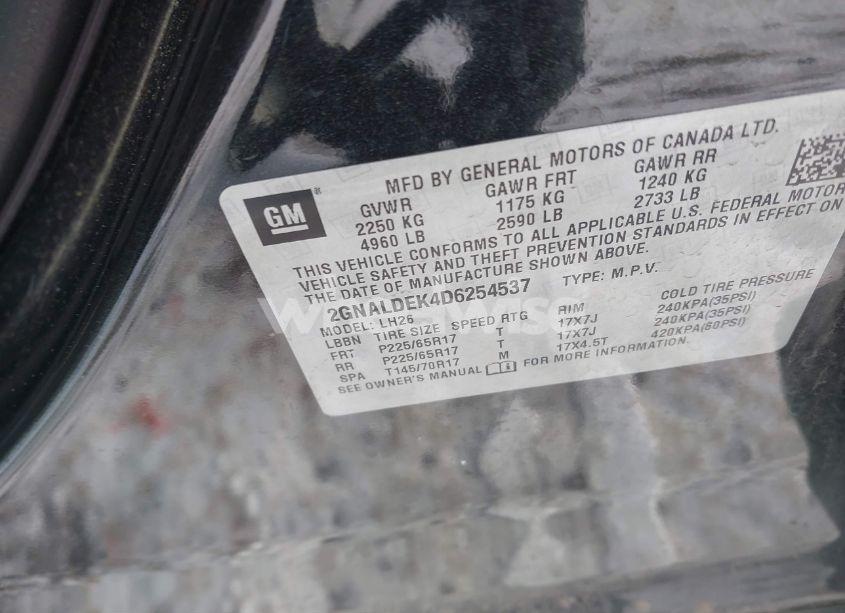 MFD BY GENERAL MOTORS OF CANADA LTD.
GM ®
GVWR GAWR FRT GAWR RR
2250 KG 1175 KG 1240 KG
4960 LB 2590 LB 2733 LB
THIS VEHICLE CONFORMS TO ALL APPLICABLE U.S. FEDERAL MOTOR
VEHICLE SAFETY AND THEFT PREVENTION STANDARDS IN EFFECT ON
THE DATE OF MANUFACTURE SHOWN ABOVE.
2GNALDEK4D6254537 TYPE: M.P.V.
MODEL: LH26
LBBN TIRE SIZE SPEED RTG RIM COLD TIRE PRESSURE
FRT P225/65R17 T 17X7J 240KPA(35PSI)
RR P225/65R17 T 17X7J 240KPA(35PSI)
SPA T145/70R17 M 17X4.5T 420KPA(60PSI)
SEE OWNER'S MANUAL FOR MORE INFORMATION.